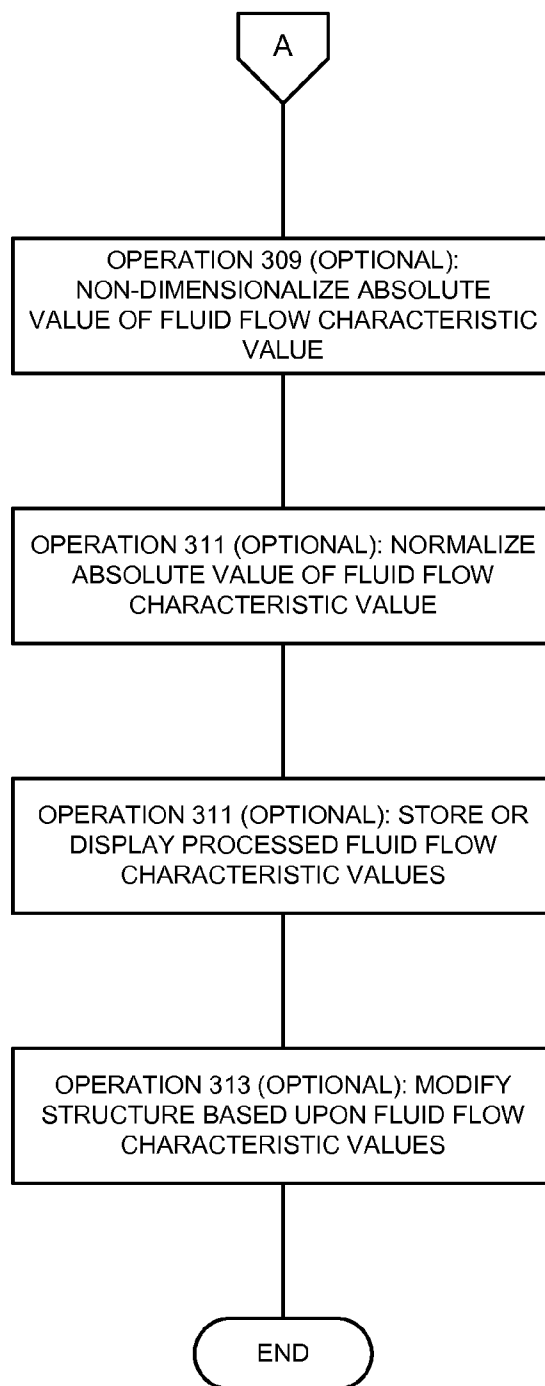 A
OPERATION 309 (OPTIONAL):
NON-DIMENSIONALIZE ABSOLUTE
VALUE OF FLUID FLOW CHARACTERISTIC
VALUE
OPERATION 311 (OPTIONAL): NORMALIZE
ABSOLUTE VALUE OF FLUID FLOW
CHARACTERISTIC VALUE
OPERATION 311 (OPTIONAL): STORE OR
DISPLAY PROCESSED FLUID FLOW
CHARACTERISTIC VALUES
OPERATION 313 (OPTIONAL): MODIFY
STRUCTURE BASED UPON FLUID FLOW
CHARACTERISTIC VALUES
END